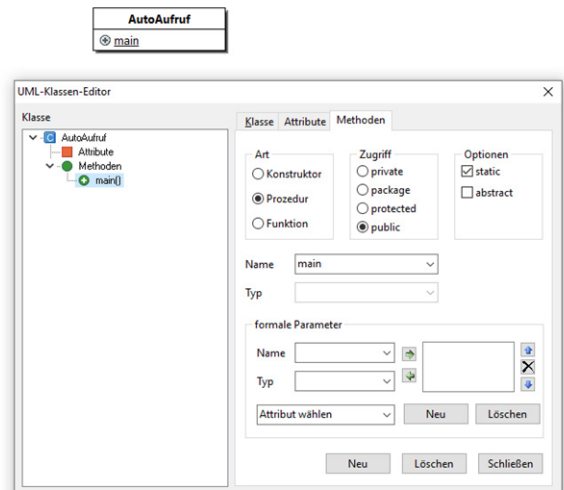 AutoAufruf
main
UML-Klassen-Editor
Klasse
AutoAufruf
Attribute
Methoden
main()
Klasse Attribute Methoden
Art
Konstruktor
Prozedur
Funktion
Zugriff
private
package
protected
public
Optionen
static
abstract
Name main
Typ
formale Parameter
Name
Typ
Attribut wählen Neu Löschen
Neu Löschen Schließen